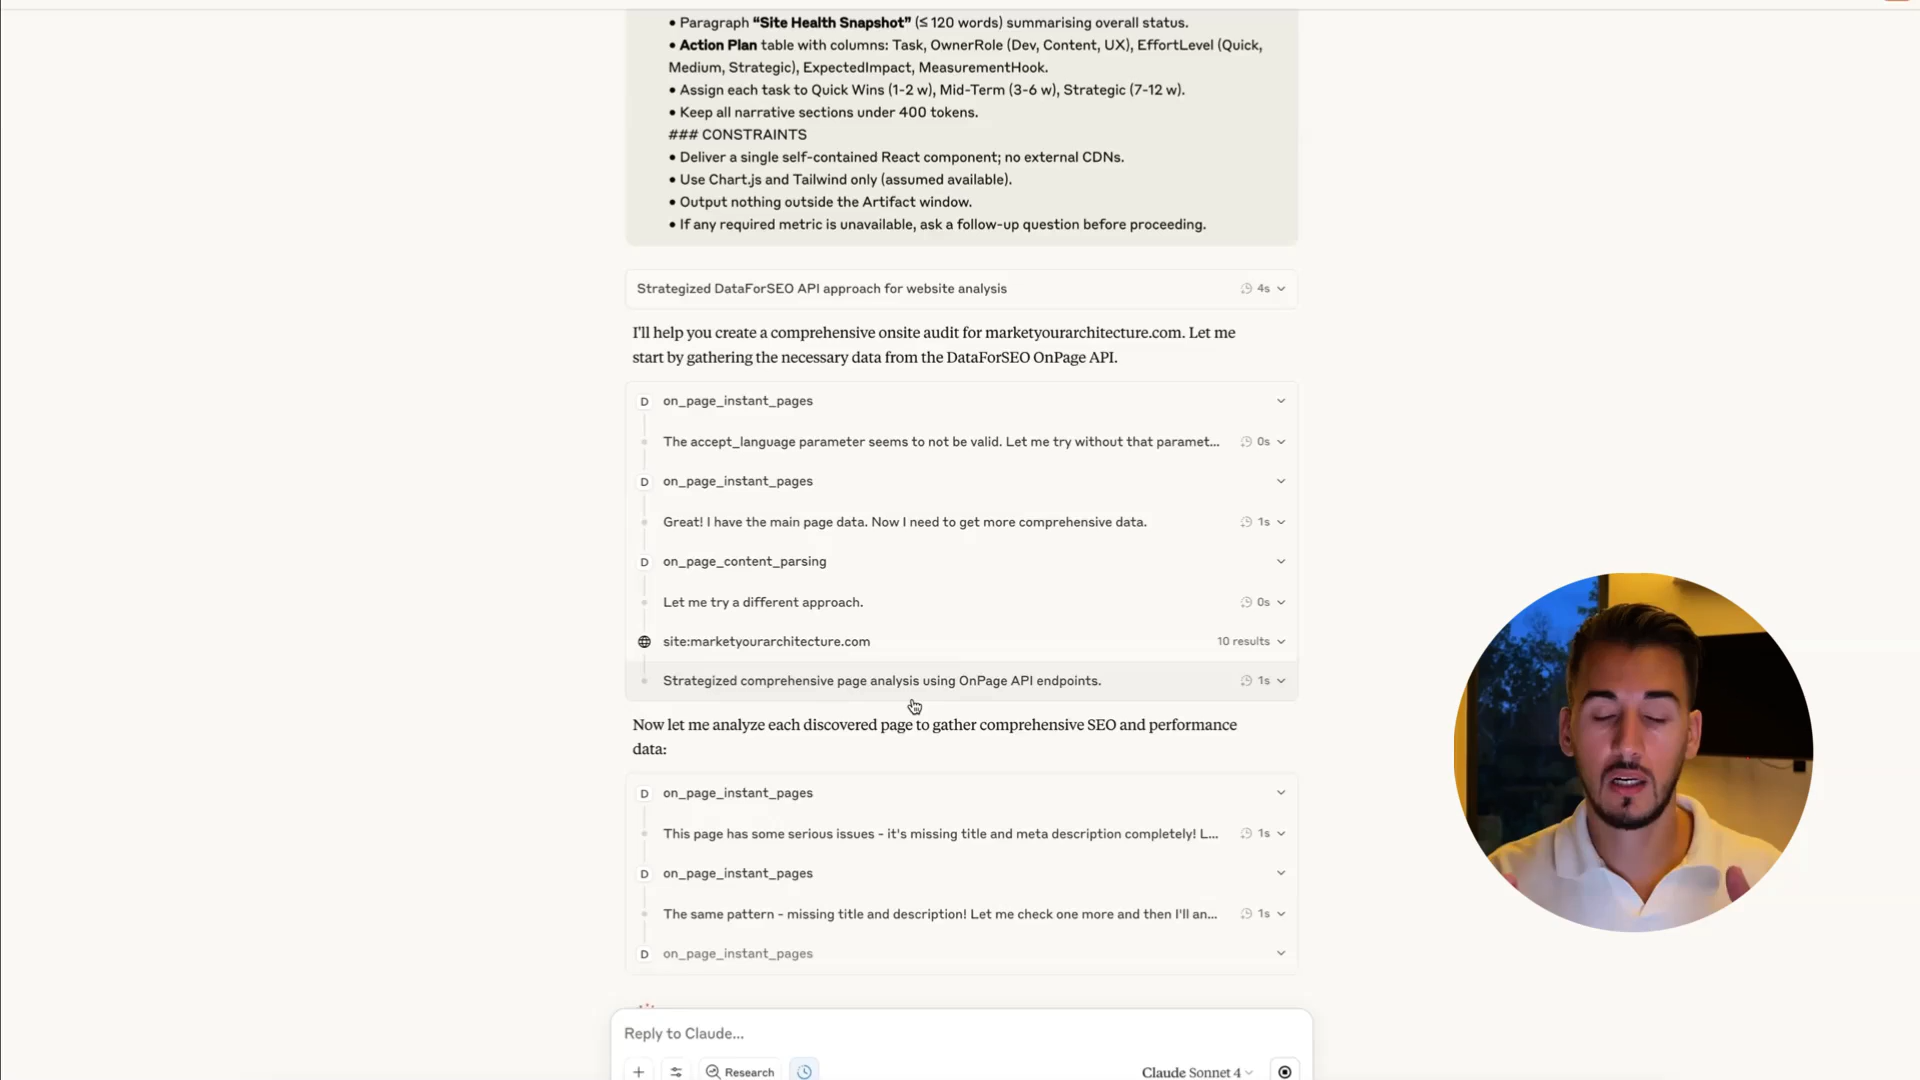 • Paragraph “Site Health Snapshot” (≤ 120 words) summarising overall status.
• Action Plan table with columns: Task, OwnerRole (Dev, Content, UX), EffortLevel (Quick,
Medium, Strategic), ExpectedImpact, MeasurementHook.
• Assign each task to Quick Wins (1-2 w), Mid-Term (3-6 w), Strategic (7-12 w).
• Keep all narrative sections under 400 tokens.
### CONSTRAINTS
• Deliver a single self-contained React component; no external CDNs.
• Use Chart.js and Tailwind only (assumed available).
• Output nothing outside the Artifact window.
• If any required metric is unavailable, ask a follow-up question before proceeding.
Strategized DataForSEO API approach for website analysis 4s
I'll help you create a comprehensive onsite audit for marketyourarchitecture.com. Let me
start by gathering the necessary data from the DataForSEO OnPage API.
D on_page_instant_pages
The accept_language parameter seems to not be valid. Let me try without that paramet... 0s
D on_page_instant_pages
Great! I have the main page data. Now I need to get more comprehensive data. 1s
D on_page_content_parsing
Let me try a different approach. 0s
site:marketyourarchitecture.com 10 results
Strategized comprehensive page analysis using OnPage API endpoints. 1s
Now let me analyze each discovered page to gather comprehensive SEO and performance
data:
D on_page_instant_pages
This page has some serious issues - it's missing title and meta description completely! L... 1s
D on_page_instant_pages
The same pattern - missing title and description! Let me check one more and then I'll an... 1s
D on_page_instant_pages
Reply to Claude...
Research Claude Sonnet 4